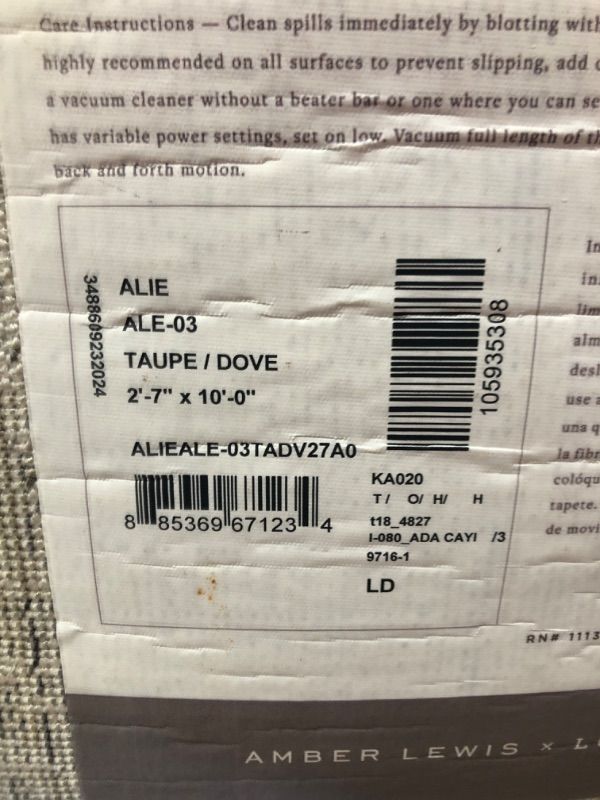 Care Instructions — Clean spills immediately by blotting with
highly recommended on all surfaces to prevent slipping, add
a vacuum cleaner without a beater bar or one where you can se
has variable power settings, set on low. Vacuum full length of th
back and forth motion.
3488609232024
ALIE
ALE-03
TAUPE / DOVE
2'-7" x 10'-0"
ALIEALE-03TADV27A0
8 85369 67123 4
105935308
KA020
T/ O/ H/ H
t18_4827
I-080_ADA CAYI /3
9716-1
LD
In
in
lim
alm
desl
use a
una q
la fibr
colóqu
tapete.
de movi
RN# 1113
AMBER LEWIS × L